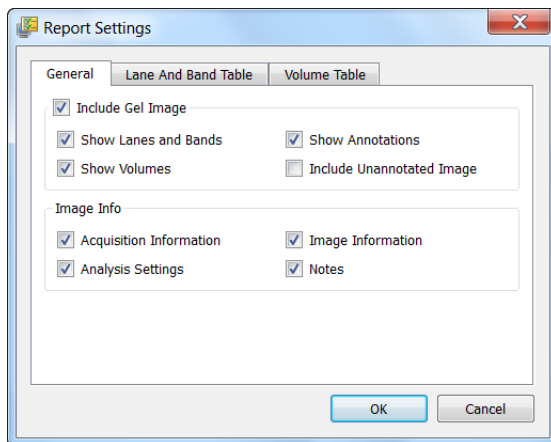 Report Settings
General Lane And Band Table Volume Table
Include Gel Image
Show Lanes and Bands Show Annotations
Show Volumes Include Unannotated Image
Image Info
Acquisition Information Image Information
Analysis Settings Notes
OK Cancel